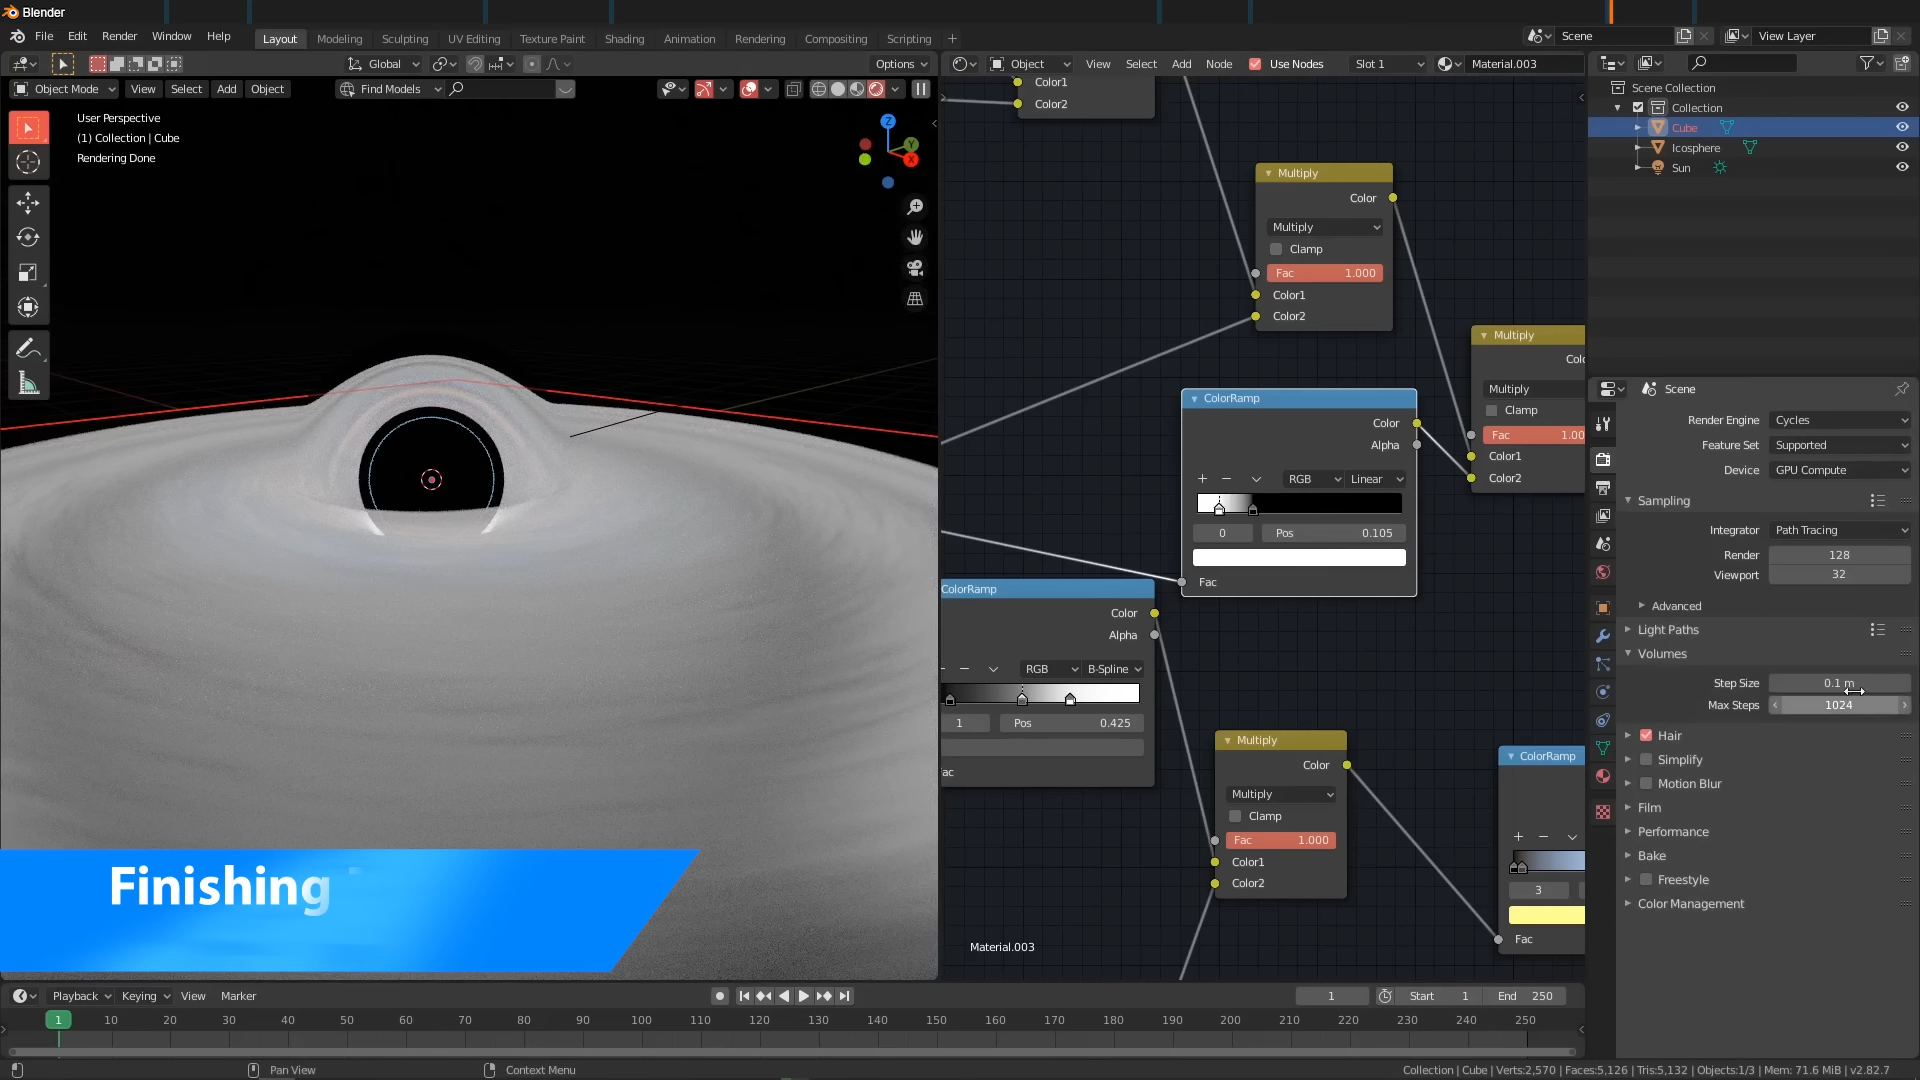 Blender
File Edit Render Window Help
Layout Modeling Sculpting UV Editing Texture Paint Shading Animation Rendering Compositing Scripting +
Scene
View Layer
Global
Options
Object
View Select Add Node
Use Nodes
Slot 1
Material.003
Object Mode
View Select Add Object
Find Models
User Perspective
(1) Collection | Cube
Rendering Done
Z
Y
X
Color1
Color2
Multiply
Color
Multiply
Clamp
Fac 1.000
Color1
Color2
Multiply
Multiply
Clamp
Fac
Color1
Color2
ColorRamp
Color
Alpha
RGB Linear
0 Pos 0.105
Fac
ColorRamp
Color
Alpha
RGB B-Spline
1 Pos 0.425
Multiply
Color
Multiply
Clamp
Fac 1.000
Color1
Color2
ColorRamp
3
Fac
Material.003
Finishing
Scene Collection
Collection
Cube
Icosphere
Sun
Scene
Render Engine Cycles
Feature Set Supported
Device GPU Compute
Sampling
Integrator Path Tracing
Render 128
Viewport 32
Advanced
Light Paths
Volumes
Step Size 0.1 m
Max Steps 1024
Hair
Simplify
Motion Blur
Film
Performance
Bake
Freestyle
Color Management
Playback Keying View Marker
1
Start 1
End 250
1 10 20 30 40 50 60 70 80 90 100 110 120 130 140 150 160 170 180 190 200 210 220 230 240 250
Pan View
Context Menu
Collection | Cube | Verts:2,570 | Faces:5,126 | Tris:5,132 | Objects:1/3 | Mem: 71.6 MiB | v2.82.7